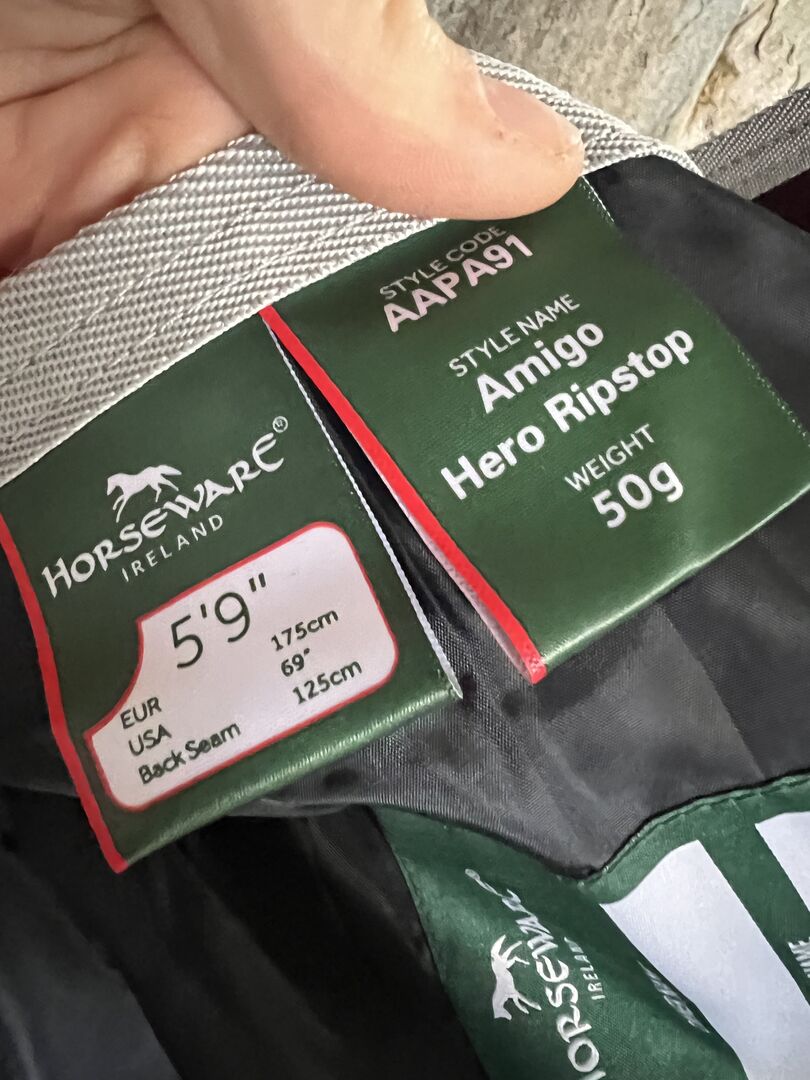 STYLE CODE
AAPA91
STYLE NAME
Amigo
Hero Ripstop
WEIGHT
50g
HORSEWARE®
IRELAND
5'9"
EUR 175cm
USA 69"
Back Seam 125cm
HORSEWARE®
IRELAND